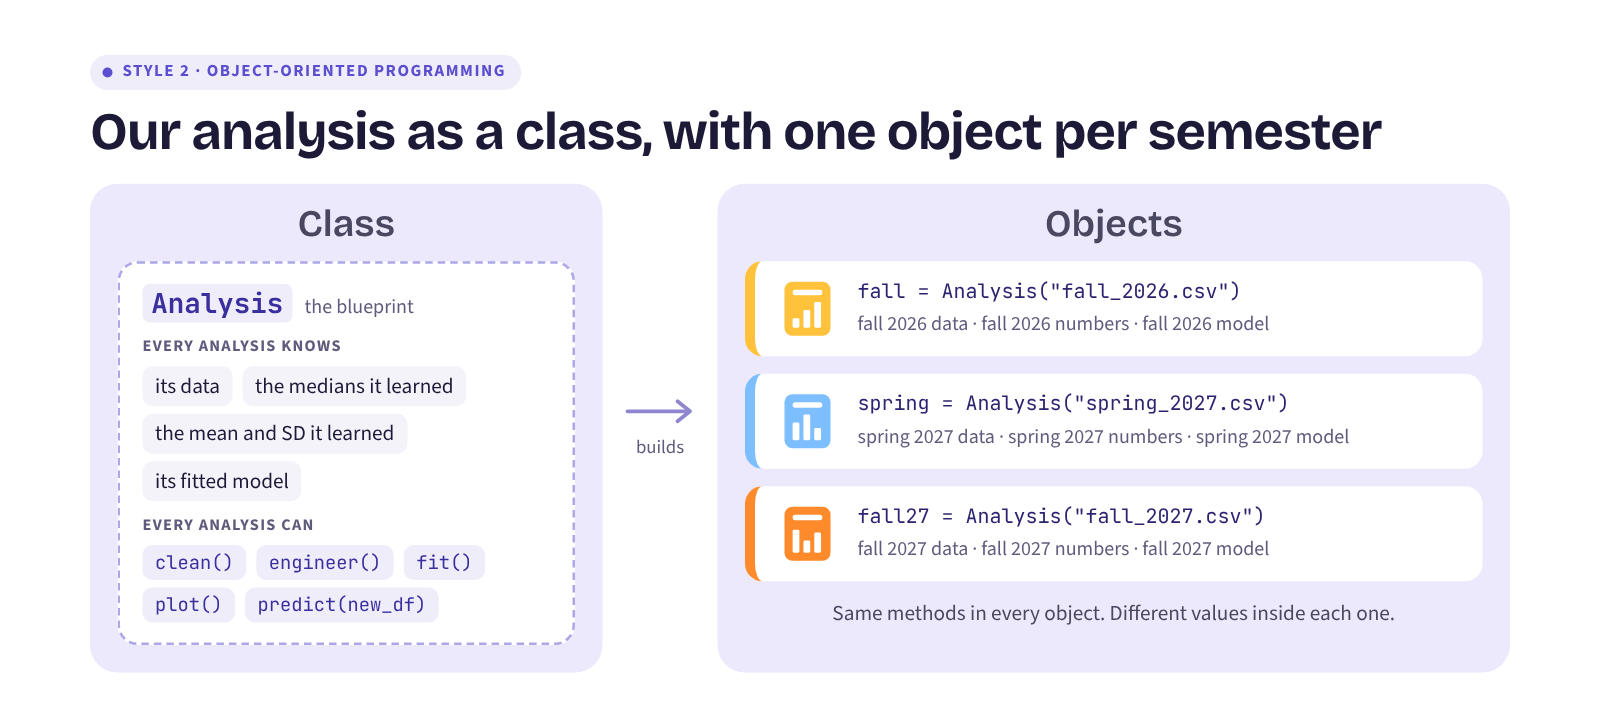 STYLE 2 · OBJECT-ORIENTED PROGRAMMING
Our analysis as a class, with one object per semester
Class
Analysis the blueprint
EVERY ANALYSIS KNOWS
its data the medians it learned
the mean and SD it learned
its fitted model
EVERY ANALYSIS CAN
clean() engineer() fit()
plot() predict(new_df)
builds
Objects
fall = Analysis("fall_2026.csv")
fall 2026 data · fall 2026 numbers · fall 2026 model
spring = Analysis("spring_2027.csv")
spring 2027 data · spring 2027 numbers · spring 2027 model
fall27 = Analysis("fall_2027.csv")
fall 2027 data · fall 2027 numbers · fall 2027 model
Same methods in every object. Different values inside each one.